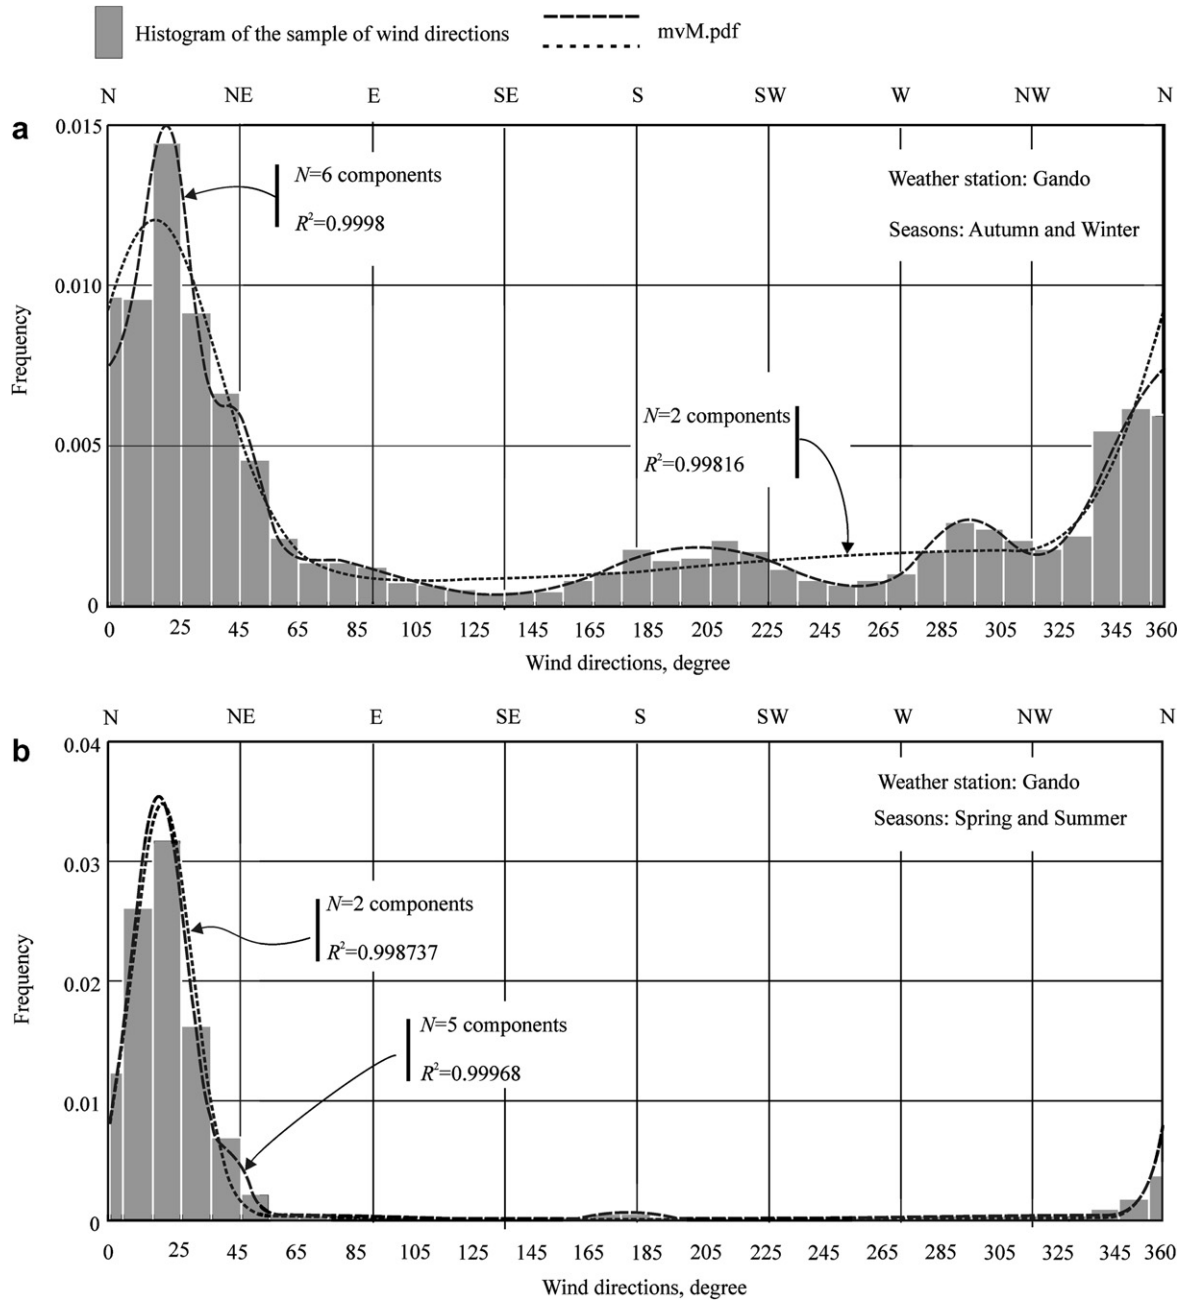 Histogram of the sample of wind directions
mvM.pdf
N NE E SE S SW W NW N
a
0.015
N=6 components
R²=0.9998
Weather station: Gando
Seasons: Autumn and Winter
0.010
Frequency
N=2 components
R²=0.99816
0.005
0
0 25 45 65 85 105 125 145 165 185 205 225 245 265 285 305 325 345 360
Wind directions, degree
N NE E SE S SW W NW N
b
0.04
Weather station: Gando
Seasons: Spring and Summer
0.03
N=2 components
R²=0.998737
Frequency
0.02
N=5 components
R²=0.99968
0.01
0
0 25 45 65 85 105 125 145 165 185 205 225 245 265 285 305 325 345 360
Wind directions, degree